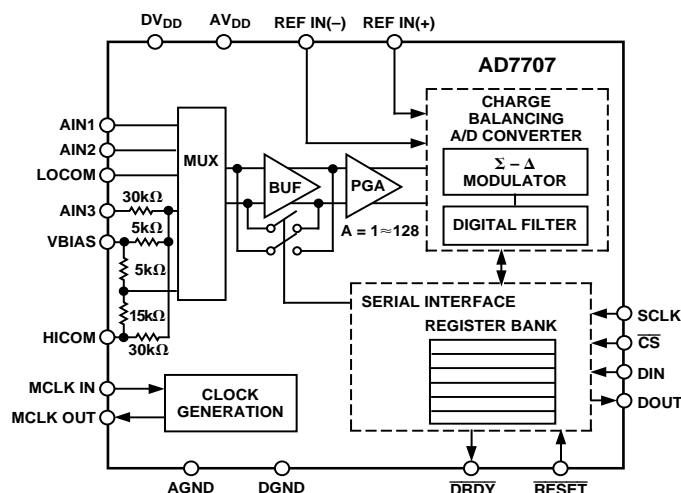 DVDD
AVDD
REF IN(–)
REF IN(+)
AD7707
CHARGE
BALANCING
A/D CONVERTER
Σ – Δ
MODULATOR
DIGITAL FILTER
AIN1
AIN2
LOCOM
AIN3
VBIAS
HICOM
MCLK IN
MCLK OUT
30kΩ
5kΩ
5kΩ
15kΩ
30kΩ
MUX
BUF
PGA
A = 1≈128
SERIAL INTERFACE
REGISTER BANK
CLOCK
GENERATION
SCLK
CS
DIN
DOUT
AGND
DGND
DRDY
RESET